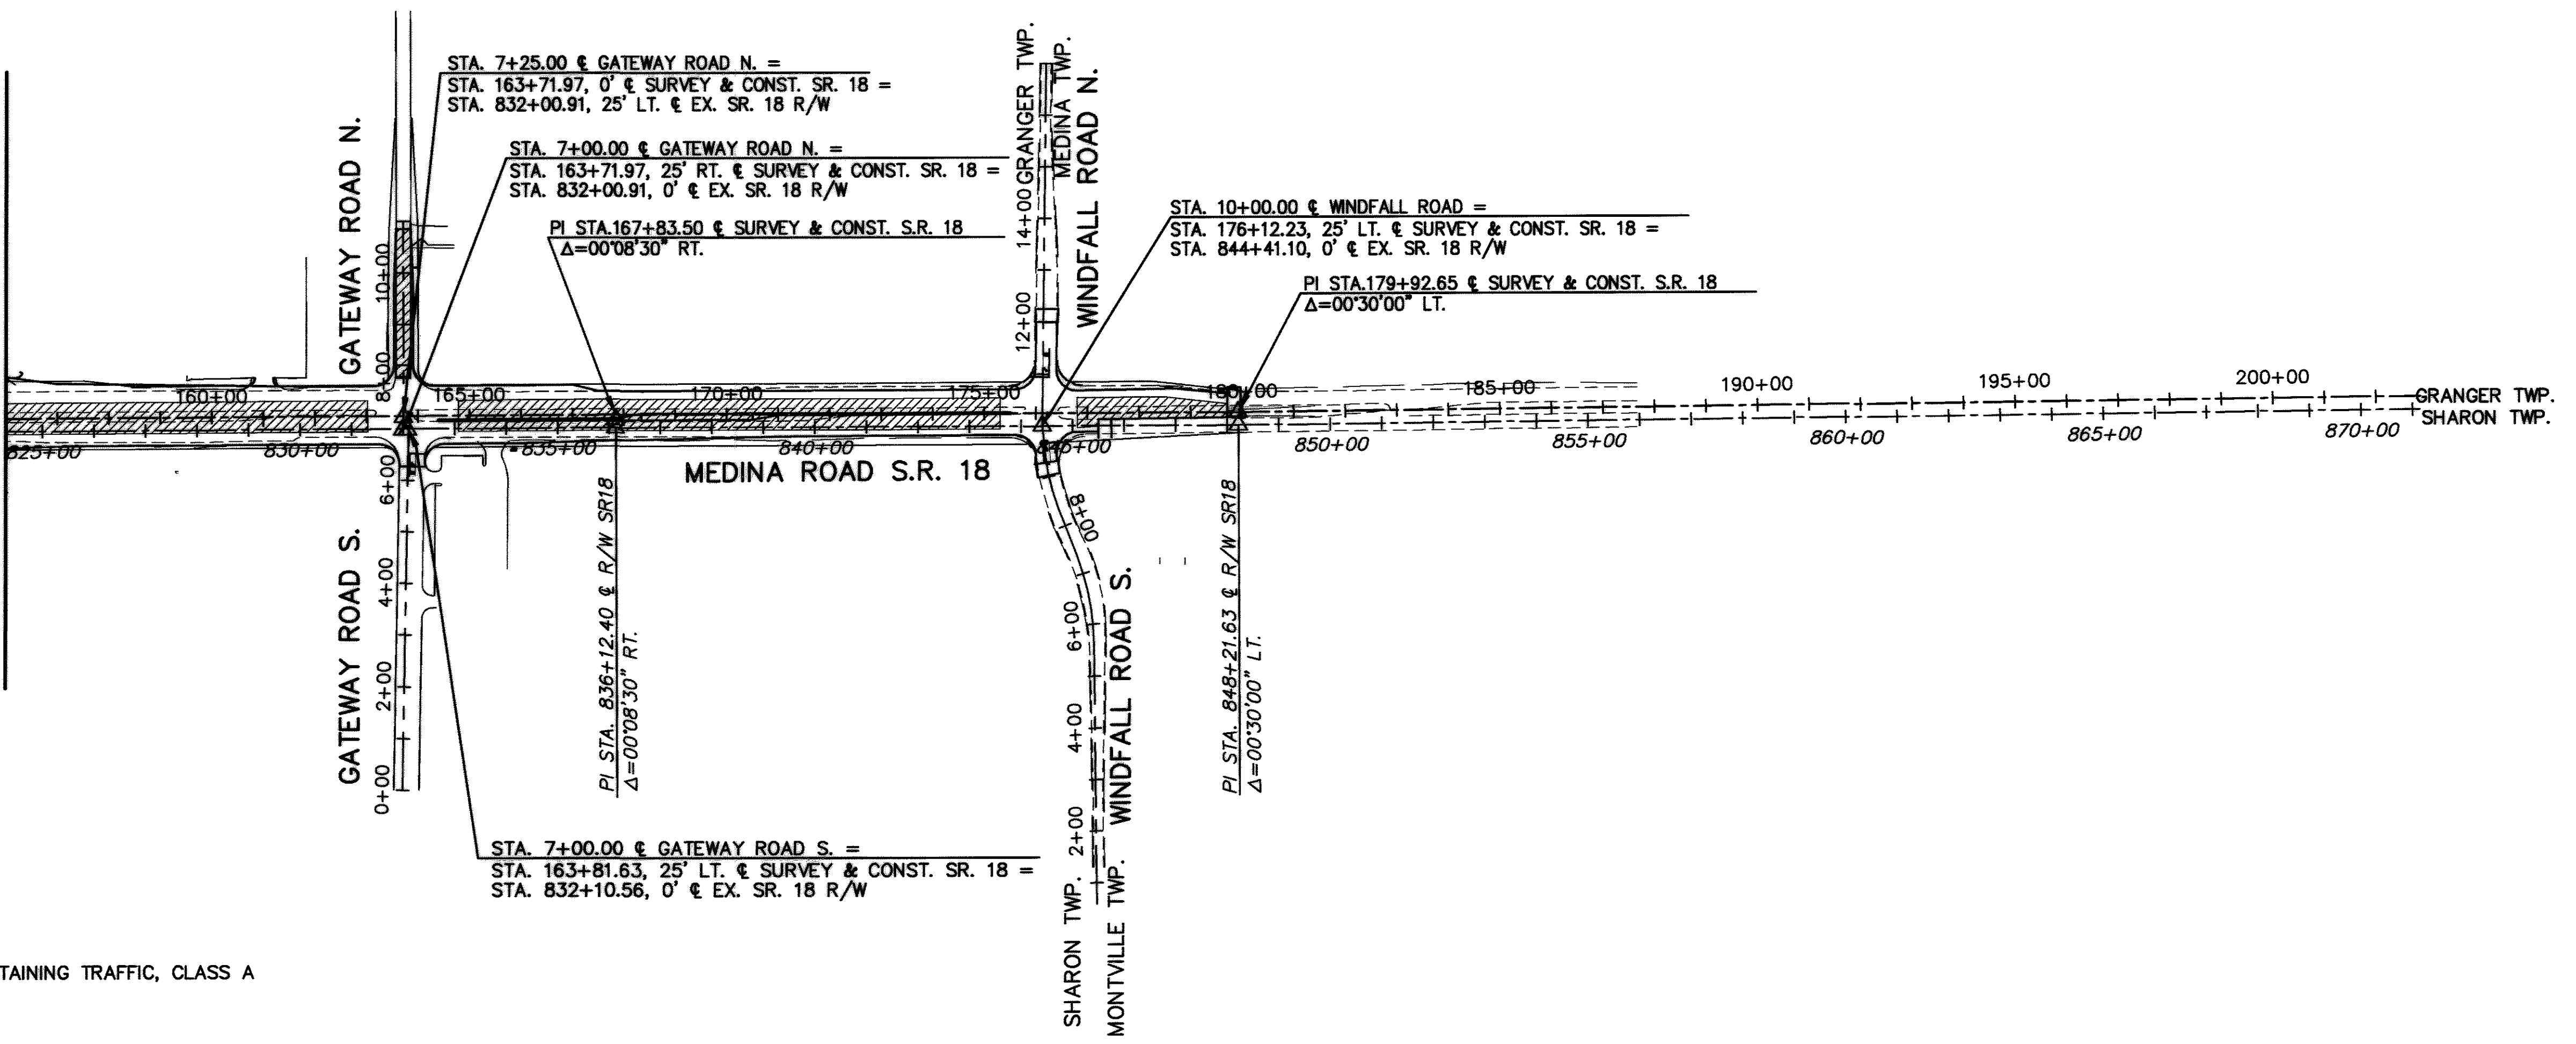 STA. 7+25.00 ℄ GATEWAY ROAD N. =
STA. 163+71.97, 0' ℄ SURVEY & CONST. SR. 18 =
STA. 832+00.91, 25' LT. ℄ EX. SR. 18 R/W
STA. 7+00.00 ℄ GATEWAY ROAD N. =
STA. 163+71.97, 25' RT. ℄ SURVEY & CONST. SR. 18 =
STA. 832+00.91, 0' ℄ EX. SR. 18 R/W
PI STA.167+83.50 ℄ SURVEY & CONST. S.R. 18
Δ=00°08'30" RT.
GRANGER TWP.
MEDINA TWP.
WINDFALL ROAD N.
14+00
12+00
STA. 10+00.00 ℄ WINDFALL ROAD =
STA. 176+12.23, 25' LT. ℄ SURVEY & CONST. SR. 18 =
STA. 844+41.10, 0' ℄ EX. SR. 18 R/W
PI STA.179+92.65 ℄ SURVEY & CONST. S.R. 18
Δ=00°30'00" LT.
GATEWAY ROAD N.
10+00
8+00
160+00
165+00
170+00
175+00
180+00
185+00
190+00
195+00
200+00
GRANGER TWP.
SHARON TWP.
825+00
830+00
835+00
840+00
845+00
850+00
855+00
860+00
865+00
870+00
MEDINA ROAD S.R. 18
GATEWAY ROAD S.
6+00
4+00
2+00
0+00
PI STA. 836+12.40 ℄ R/W SR18
Δ=00°08'30" RT.
8+00
6+00
4+00
2+00
WINDFALL ROAD S.
SHARON TWP.
MONTVILLE TWP.
PI STA. 848+21.63 ℄ R/W SR18
Δ=00°30'00" LT.
STA. 7+00.00 ℄ GATEWAY ROAD S. =
STA. 163+81.63, 25' LT. ℄ SURVEY & CONST. SR. 18 =
STA. 832+10.56, 0' ℄ EX. SR. 18 R/W
TAINING TRAFFIC, CLASS A